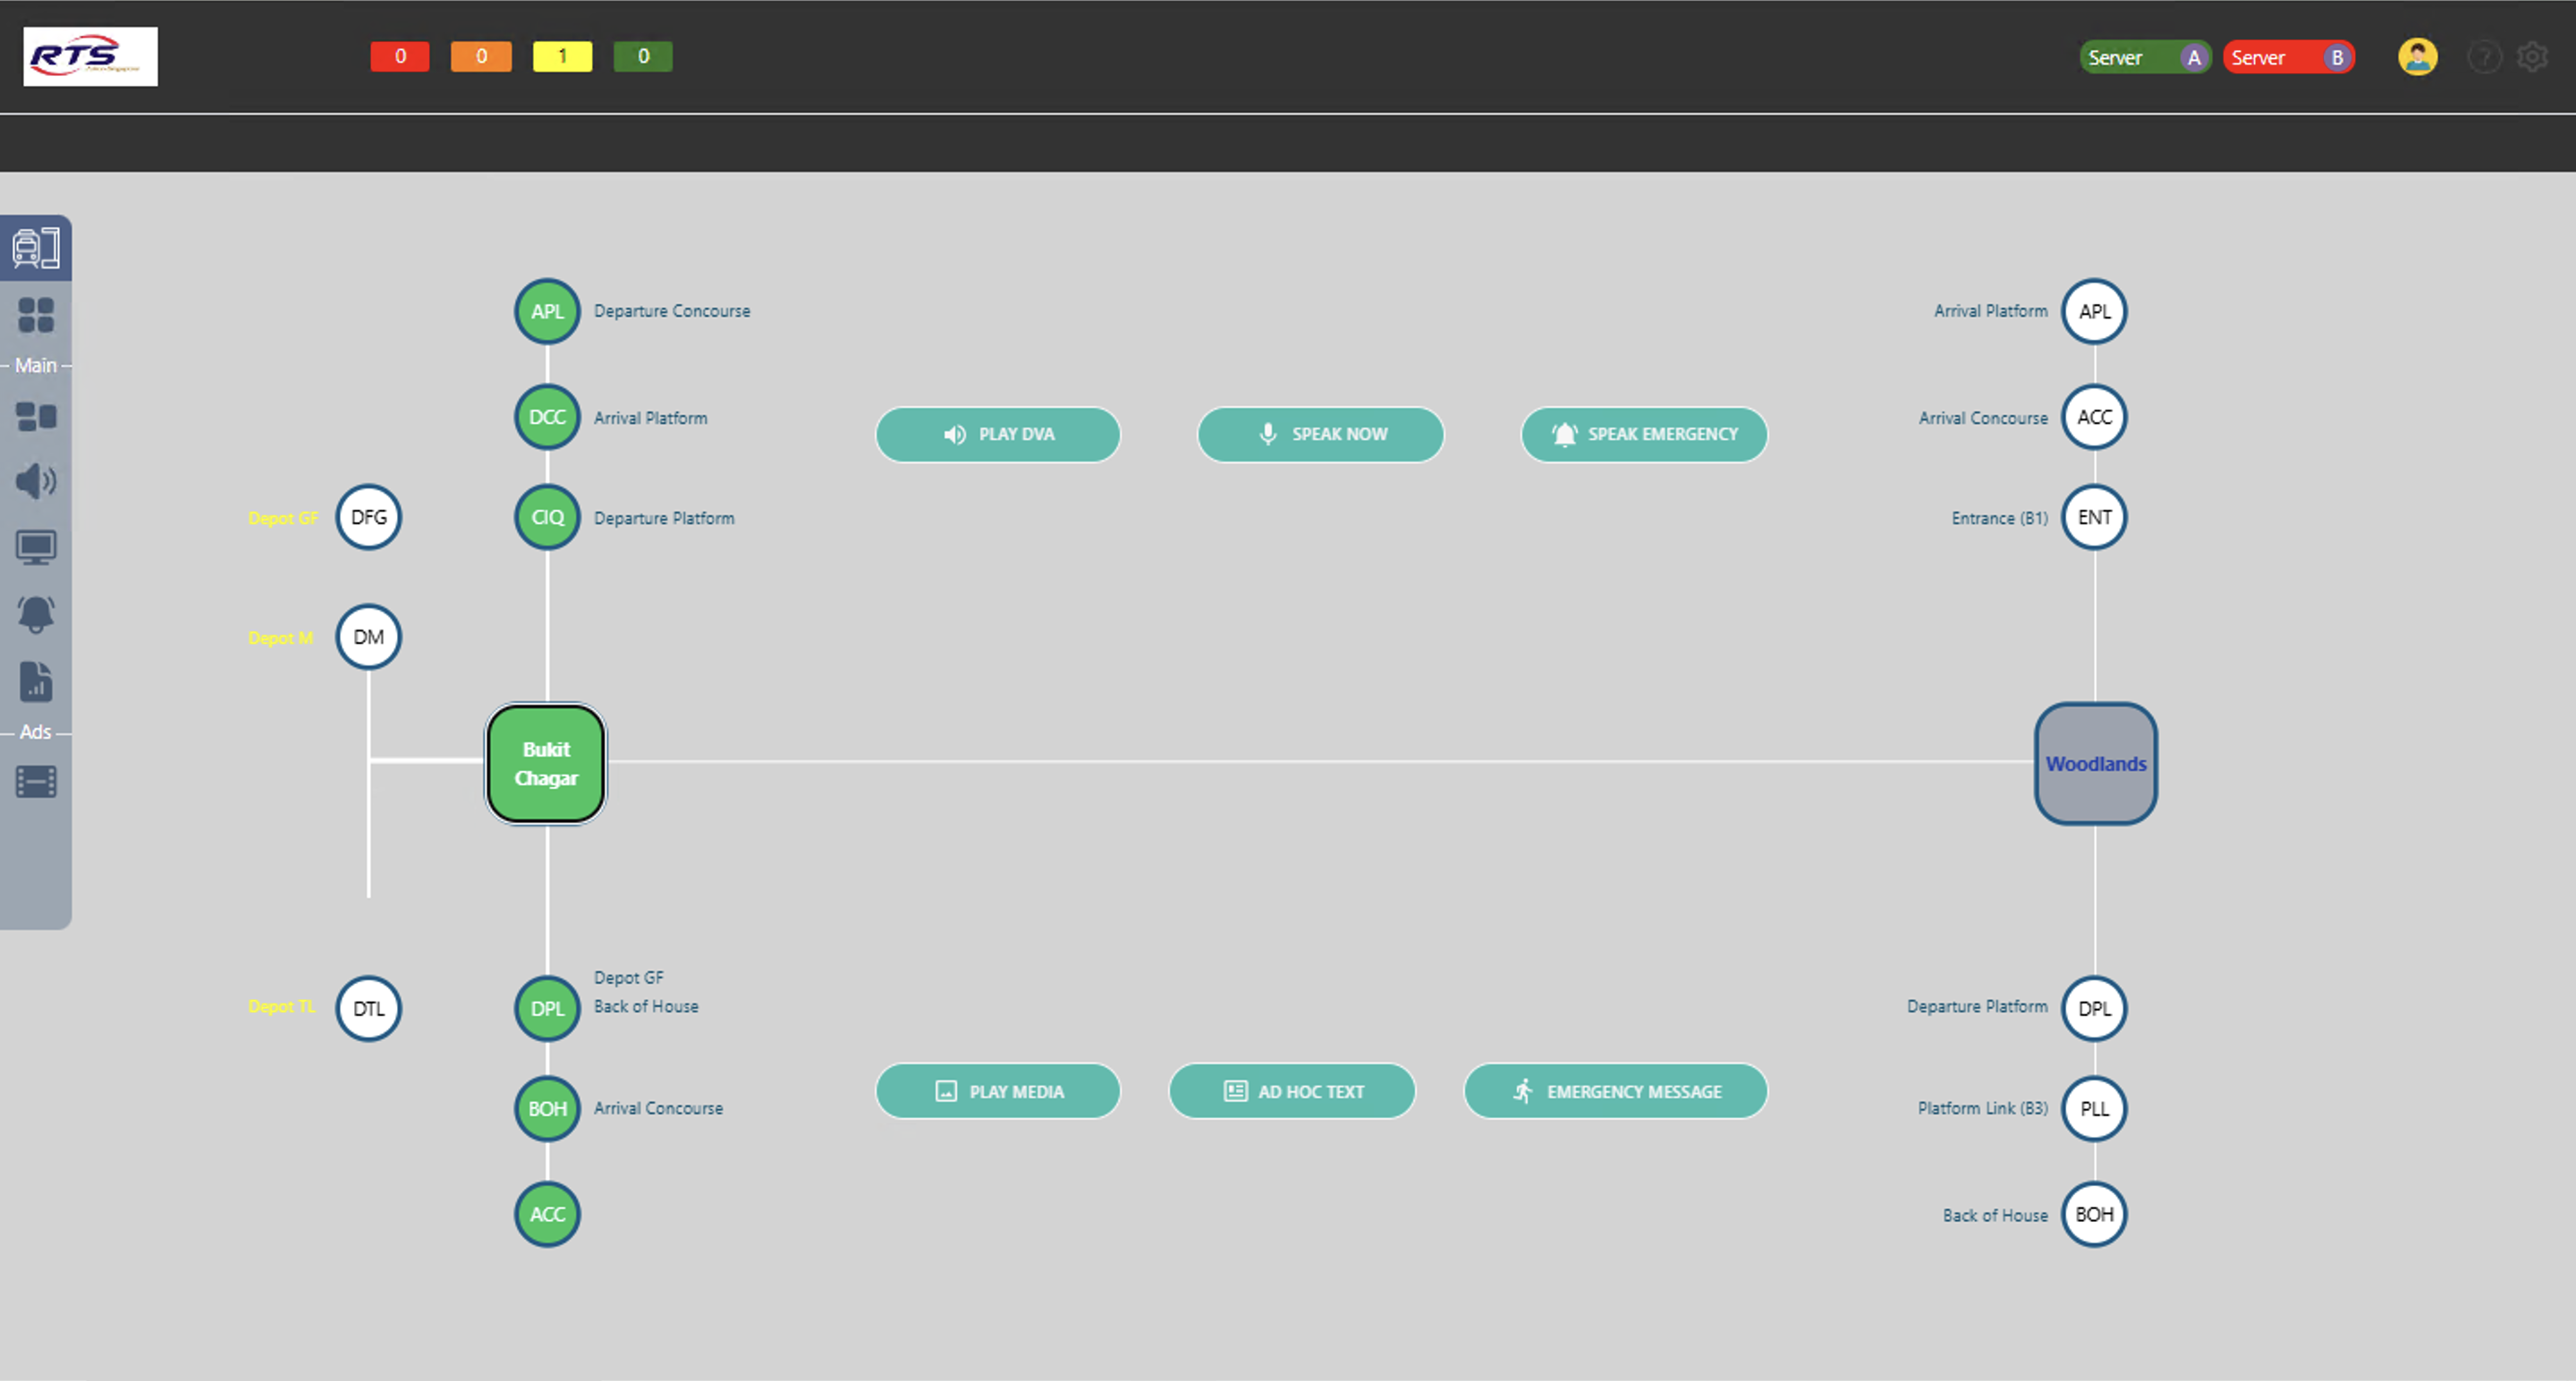 RTS
0 0 1 0
Server A Server B
?
APL Departure Concourse
Arrival Platform APL
Main
DCC Arrival Platform
PLAY DVA
SPEAK NOW
SPEAK EMERGENCY
Arrival Concourse ACC
Depot GF DFG
CIQ Departure Platform
Entrance (B1) ENT
Depot M DM
Ads
Bukit
Chagar
Woodlands
Depot GF
Depot TL DTL
DPL Back of House
Departure Platform DPL
BOH Arrival Concourse
PLAY MEDIA
AD HOC TEXT
EMERGENCY MESSAGE
Platform Link (B3) PLL
ACC
Back of House BOH